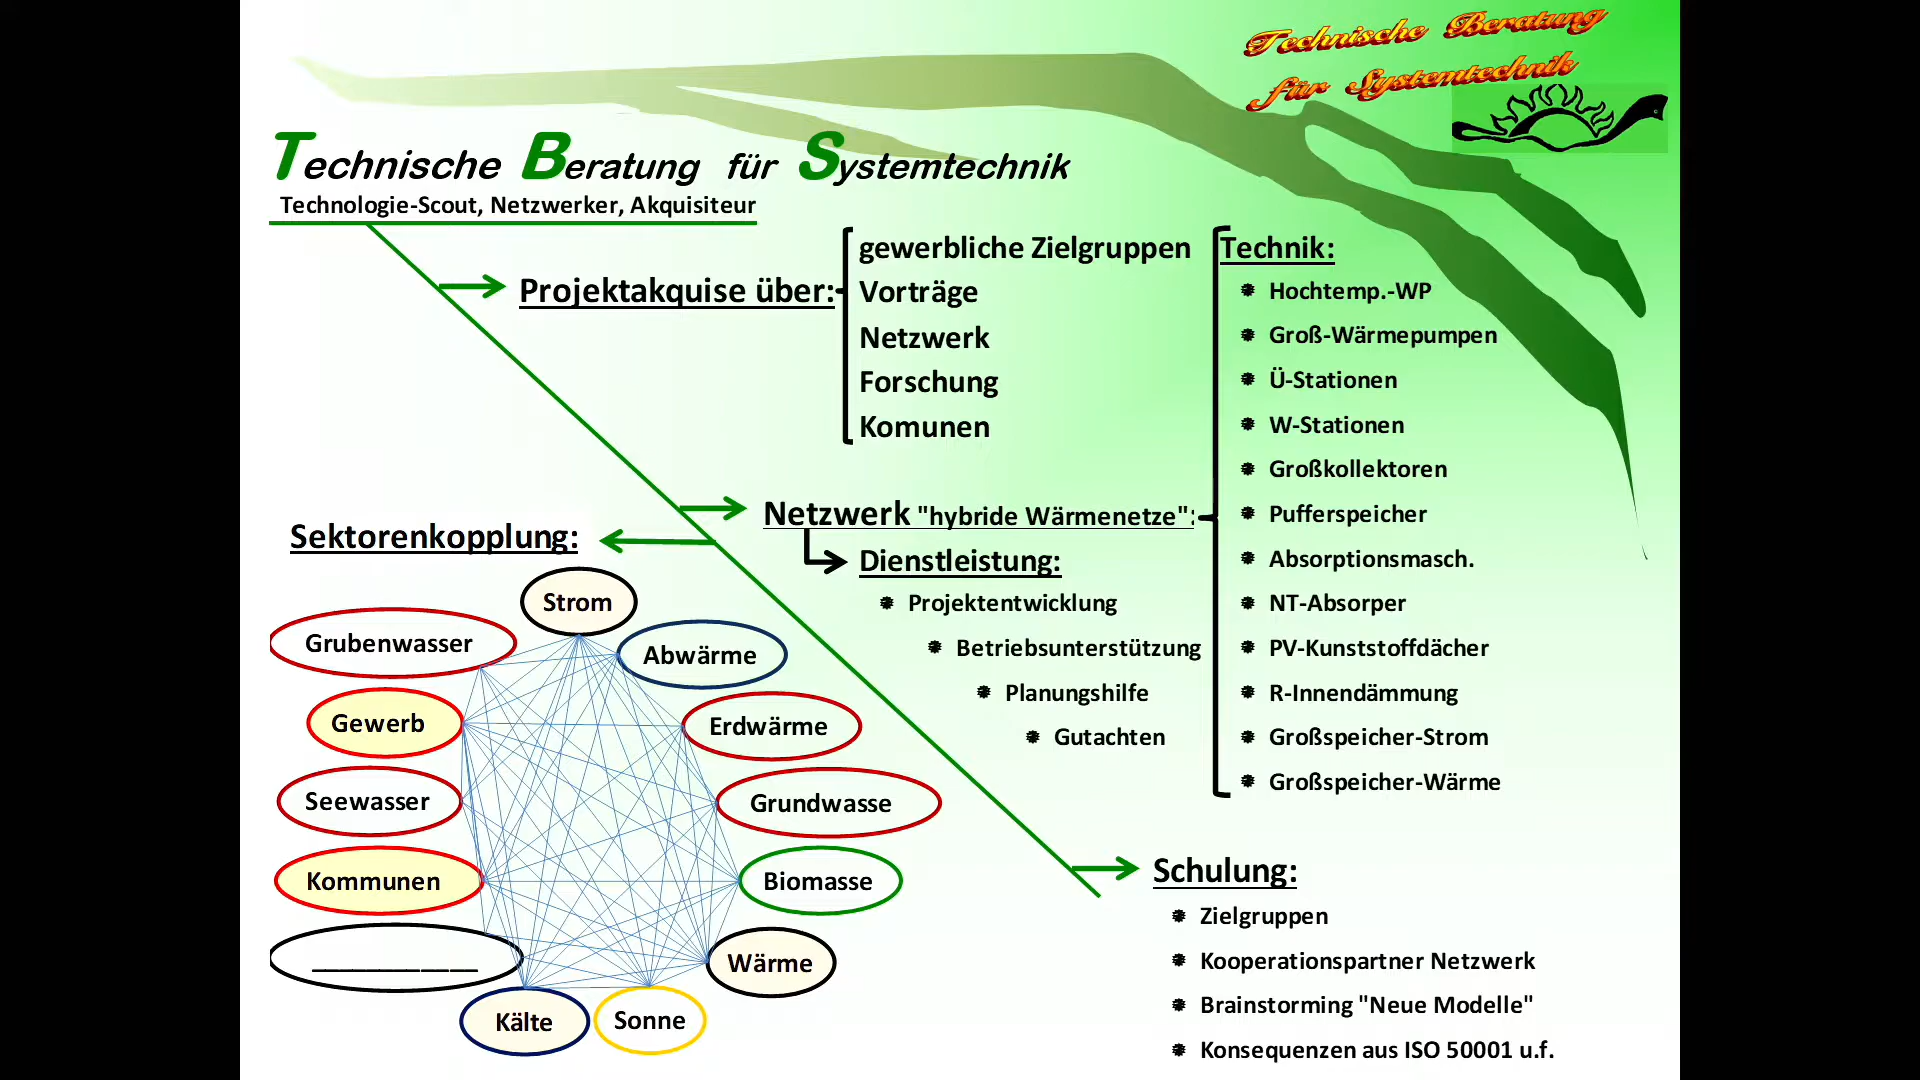 Technische Beratung
für Systemtechnik
Technische Beratung für Systemtechnik
Technologie-Scout, Netzwerker, Akquisiteur
Projektakquise über:
gewerbliche Zielgruppen
Vorträge
Netzwerk
Forschung
Komunen
Technik:
Hochtemp.-WP
Groß-Wärmepumpen
Ü-Stationen
W-Stationen
Großkollektoren
Pufferspeicher
Absorptionsmasch.
NT-Absorper
PV-Kunststoffdächer
R-Innendämmung
Großspeicher-Strom
Großspeicher-Wärme
Netzwerk "hybride Wärmenetze":
Dienstleistung:
Projektentwicklung
Betriebsunterstützung
Planungshilfe
Gutachten
Sektorenkopplung:
Strom
Grubenwasser
Abwärme
Gewerb
Erdwärme
Seewasser
Grundwasse
Kommunen
Biomasse
____________
Wärme
Kälte
Sonne
Schulung:
Zielgruppen
Kooperationspartner Netzwerk
Brainstorming "Neue Modelle"
Konsequenzen aus ISO 50001 u.f.